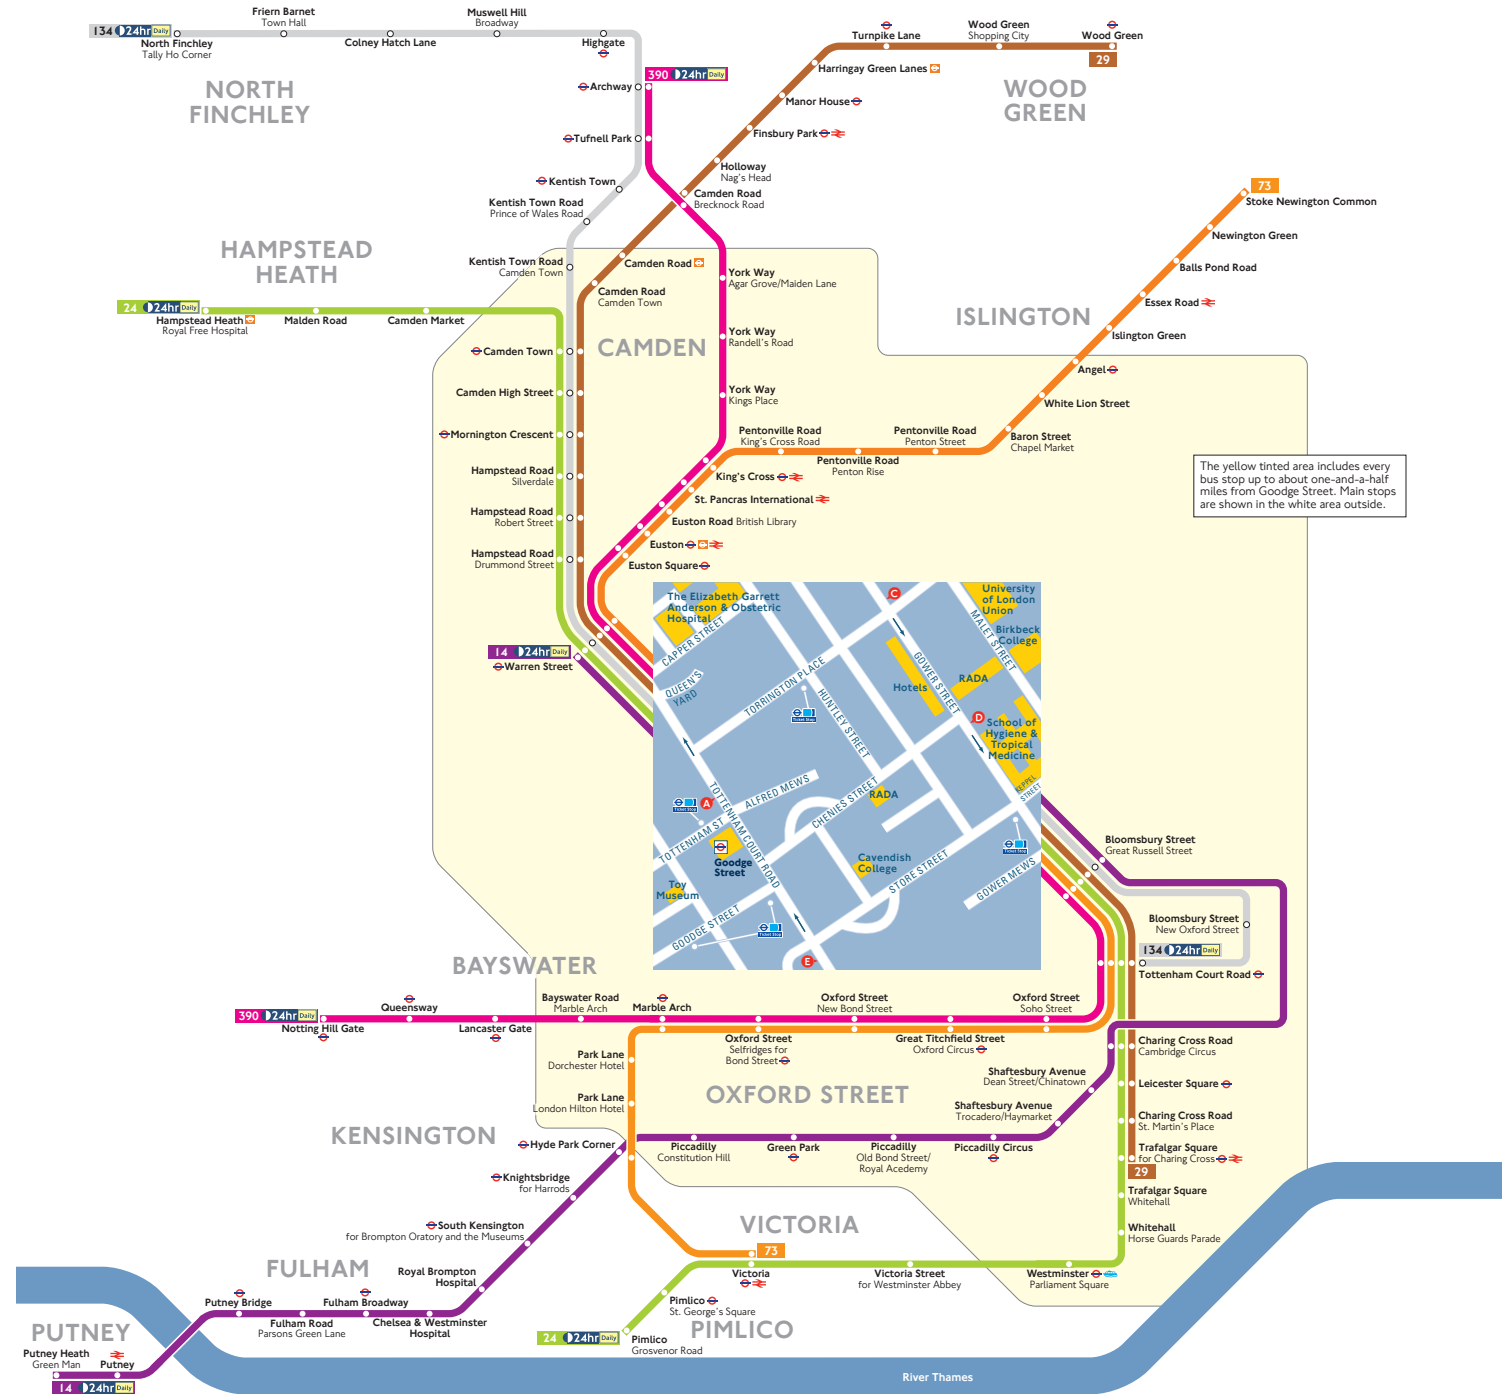 134 24hr Daily
North Finchley
Tally Ho Corner
Friern Barnet
Town Hall
Colney Hatch Lane
Muswell Hill
Broadway
Highgate
NORTH
FINCHLEY
390 24hr Daily
Archway
Tufnell Park
Kentish Town
Kentish Town Road
Prince of Wales Road
Kentish Town Road
Camden Town
Turnpike Lane
Wood Green
Shopping City
Wood Green
29
WOOD
GREEN
Harringay Green Lanes
Manor House
Finsbury Park
Holloway
Nag's Head
Camden Road
Brecknock Road
Camden Road
Camden Road
Camden Town
73
Stoke Newington Common
Newington Green
Balls Pond Road
Essex Road
Islington Green
Angel
White Lion Street
Baron Street
Chapel Market
ISLINGTON
HAMPSTEAD
HEATH
24 24hr Daily
Hampstead Heath
Royal Free Hospital
Malden Road
Camden Market
CAMDEN
York Way
Agar Grove/Maiden Lane
York Way
Randell's Road
York Way
Kings Place
Camden Town
Camden High Street
Mornington Crescent
Hampstead Road
Silverdale
Hampstead Road
Robert Street
Hampstead Road
Drummond Street
Pentonville Road
King's Cross Road
Pentonville Road
Penton Rise
Pentonville Road
Penton Street
King's Cross
St. Pancras International
Euston Road British Library
Euston
Euston Square
The yellow tinted area includes every
bus stop up to about one-and-a-half
miles from Goodge Street. Main stops
are shown in the white area outside.
14 24hr Daily
Warren Street
The Elizabeth Garrett
Anderson & Obstetric
Hospital
CAPPER STREET
QUEEN'S
YARD
TORRINGTON PLACE
HUNTLEY STREET
GOWER STREET
MALET STREET
C
University
of London
Union
Birkbeck
College
Hotels
RADA
D
School of
Hygiene &
Tropical
Medicine
KEPPEL
STREET
Ticket Stop
TOTTENHAM COURT ROAD
ALFRED MEWS
CHENIES STREET
RADA
A
Ticket Stop
TOTTENHAM ST
Goodge
Street
Toy
Museum
GOODGE STREET
Cavendish
College
STORE STREET
GOWER MEWS
Ticket Stop
Ticket Stop
E
Bloomsbury Street
Great Russell Street
Bloomsbury Street
New Oxford Street
134 24hr Daily
Tottenham Court Road
BAYSWATER
390 24hr Daily
Notting Hill Gate
Queensway
Lancaster Gate
Bayswater Road
Marble Arch
Marble Arch
Oxford Street
Selfridges for
Bond Street
Oxford Street
New Bond Street
Great Titchfield Street
Oxford Circus
Oxford Street
Soho Street
Park Lane
Dorchester Hotel
Park Lane
London Hilton Hotel
OXFORD STREET
Charing Cross Road
Cambridge Circus
Leicester Square
Charing Cross Road
St. Martin's Place
Trafalgar Square
for Charing Cross
29
Trafalgar Square
Whitehall
Whitehall
Horse Guards Parade
Shaftesbury Avenue
Dean Street/Chinatown
Shaftesbury Avenue
Trocadero/Haymarket
Piccadilly Circus
Piccadilly
Old Bond Street/
Royal Acedemy
Green Park
Piccadilly
Constitution Hill
KENSINGTON
Hyde Park Corner
Knightsbridge
for Harrods
South Kensington
for Brompton Oratory and the Museums
Royal Brompton
Hospital
VICTORIA
73
Victoria
Victoria Street
for Westminster Abbey
Westminster
Parliament Square
Pimlico
St. George's Square
PIMLICO
24 24hr Daily
Pimlico
Grosvenor Road
FULHAM
Putney Bridge
Fulham Road
Parsons Green Lane
Fulham Broadway
Chelsea & Westminster
Hospital
PUTNEY
Putney Heath
Green Man
Putney
14 24hr Daily
River Thames